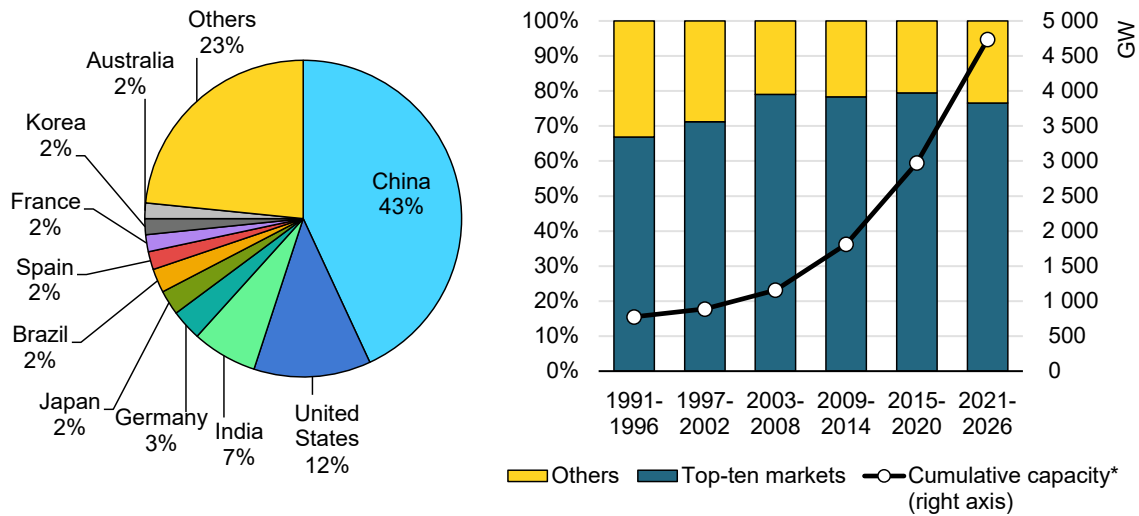 Others
23%
Australia
2%
Korea
2%
France
2%
Spain
2%
Brazil
2%
Japan
2%
Germany
3%
India
7%
United
States
12%
China
43%
100%
90%
80%
70%
60%
50%
40%
30%
20%
10%
0%
5 000
4 500
4 000
3 500
3 000
2 500
2 000
1 500
1 000
500
0
GW
1991-
1996
1997-
2002
2003-
2008
2009-
2014
2015-
2020
2021-
2026
Others
Top-ten markets
Cumulative capacity*
(right axis)